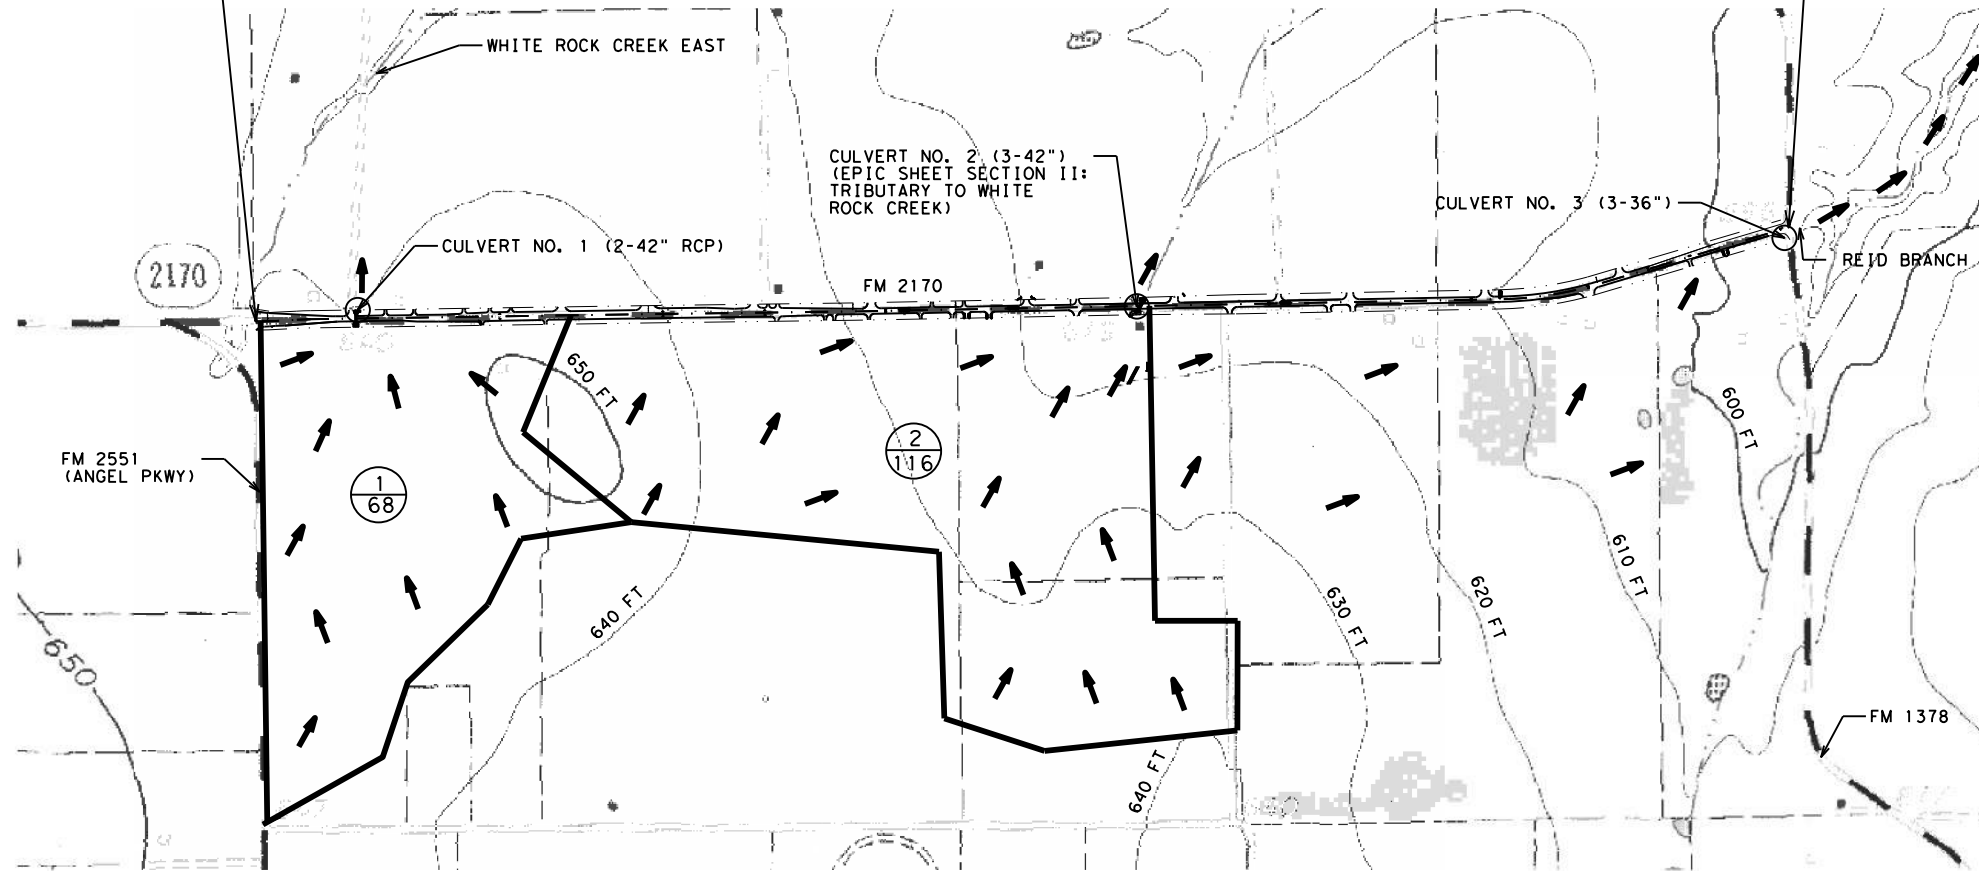 WHITE ROCK CREEK EAST
CULVERT NO. 2 (3-42")
(EPIC SHEET SECTION II:
TRIBUTARY TO WHITE
ROCK CREEK)
CULVERT NO. 3 (3-36")
CULVERT NO. 1 (2-42" RCP)
2170
FM 2170
REID BRANCH
650 FT
600 FT
2
116
FM 2551
(ANGEL PKWY)
1
68
610 FT
640 FT
630 FT
620 FT
650
FM 1378
640 FT